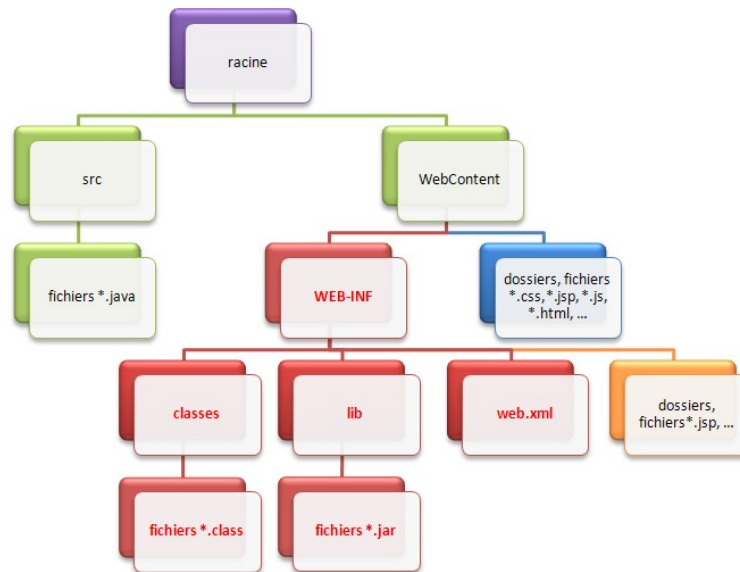 racine
src
WebContent
fichiers *.java
WEB-INF
dossiers, fichiers
*.css,*.jsp,*.js,
*.html, ...
classes
lib
web.xml
dossiers,
fichiers*.jsp, ...
fichiers *.class
fichiers *.jar